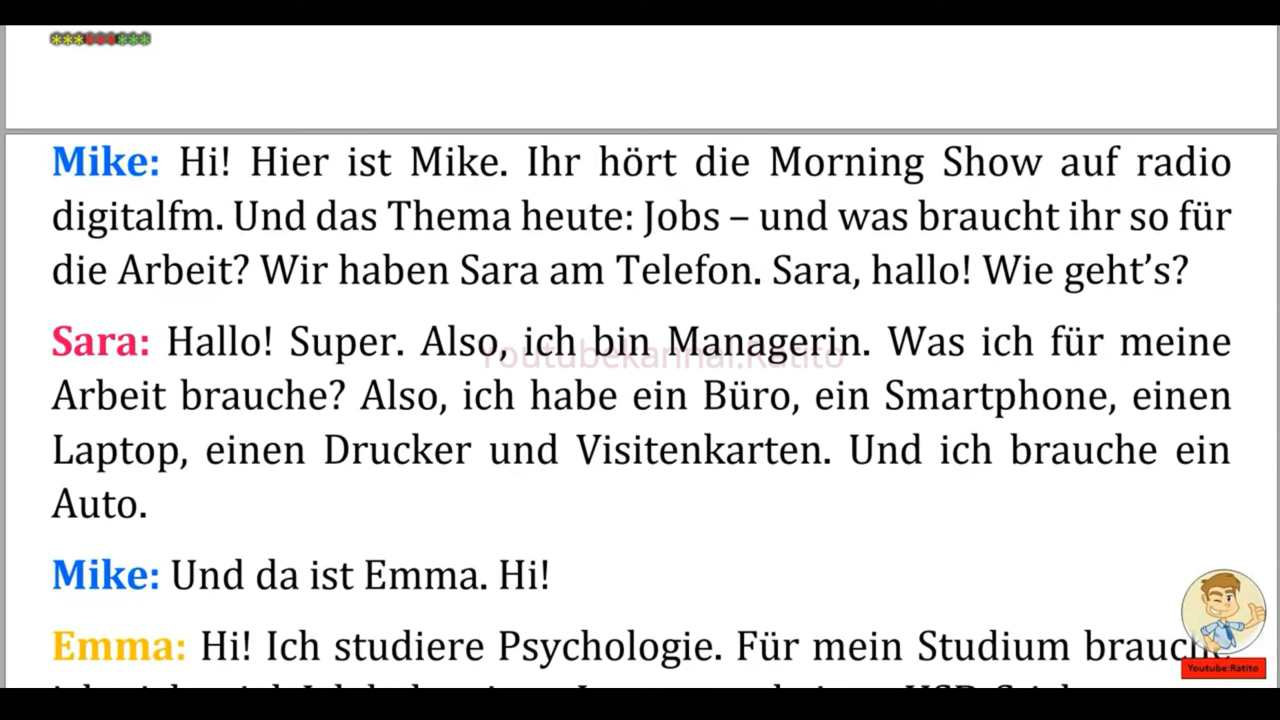 Mike: Hi! Hier ist Mike. Ihr hört die Morning Show auf radio
digitalfm. Und das Thema heute: Jobs – und was braucht ihr so für
die Arbeit? Wir haben Sara am Telefon. Sara, hallo! Wie geht’s?
Sara: Hallo! Super. Also, ich bin Managerin. Was ich für meine
Youtubekannal:Ratito
Arbeit brauche? Also, ich habe ein Büro, ein Smartphone, einen
Laptop, einen Drucker und Visitenkarten. Und ich brauche ein
Auto.
Mike: Und da ist Emma. Hi!
Emma: Hi! Ich studiere Psychologie. Für mein Studium brauche
Youtube:Ratito